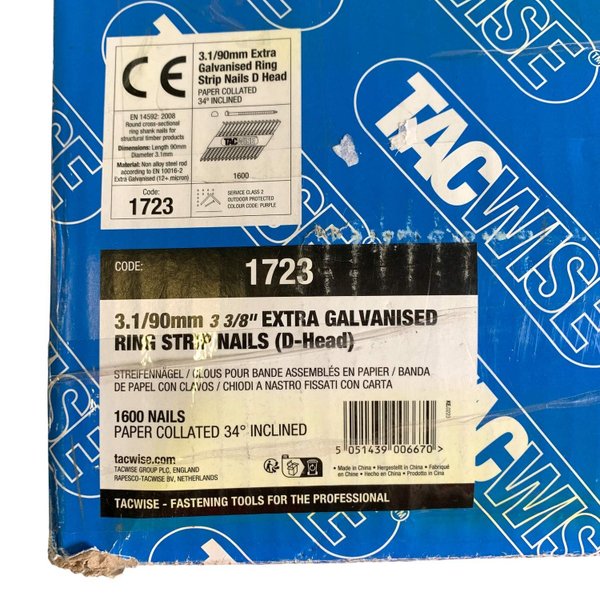 CE
3.1/90mm Extra
Galvanised Ring
Strip Nails D Head
PAPER COLLATED
34° INCLINED
EN 14592: 2008
Round cross-sectional
ring shank nails for
structural timber products
Dimensions: Length 90mm
Diameter 3.1mm
Material: Non alloy steel rod
according to EN 10016-2
Extra Galvanised (12+ micron)
TACWISE
1600
Code:
1723
SERVICE CLASS 2
OUTDOOR PROTECTED
COLOUR CODE: PURPLE
TACWISE
TACWISE
TACWISE
CODE:
1723
3.1/90mm 3 3/8" EXTRA GALVANISED
RING STRIP NAILS (D-Head)
STREIFENNÄGEL / CLOUS POUR BANDE ASSEMBLÉS EN PAPIER / BANDA
DE PAPEL CON CLAVOS / CHIODI A NASTRO FISSATI CON CARTA
1600 NAILS
PAPER COLLATED 34° INCLINED
5 051439 006670 >
tacwise.com
TACWISE GROUP PLC, ENGLAND
RAPESCO-TACWISE BV, NETHERLANDS
• Made in China • Hergestellt in China • Fabriqué
en Chine • Hecho en China • Prodotto in Cina
TACWISE - FASTENING TOOLS FOR THE PROFESSIONAL